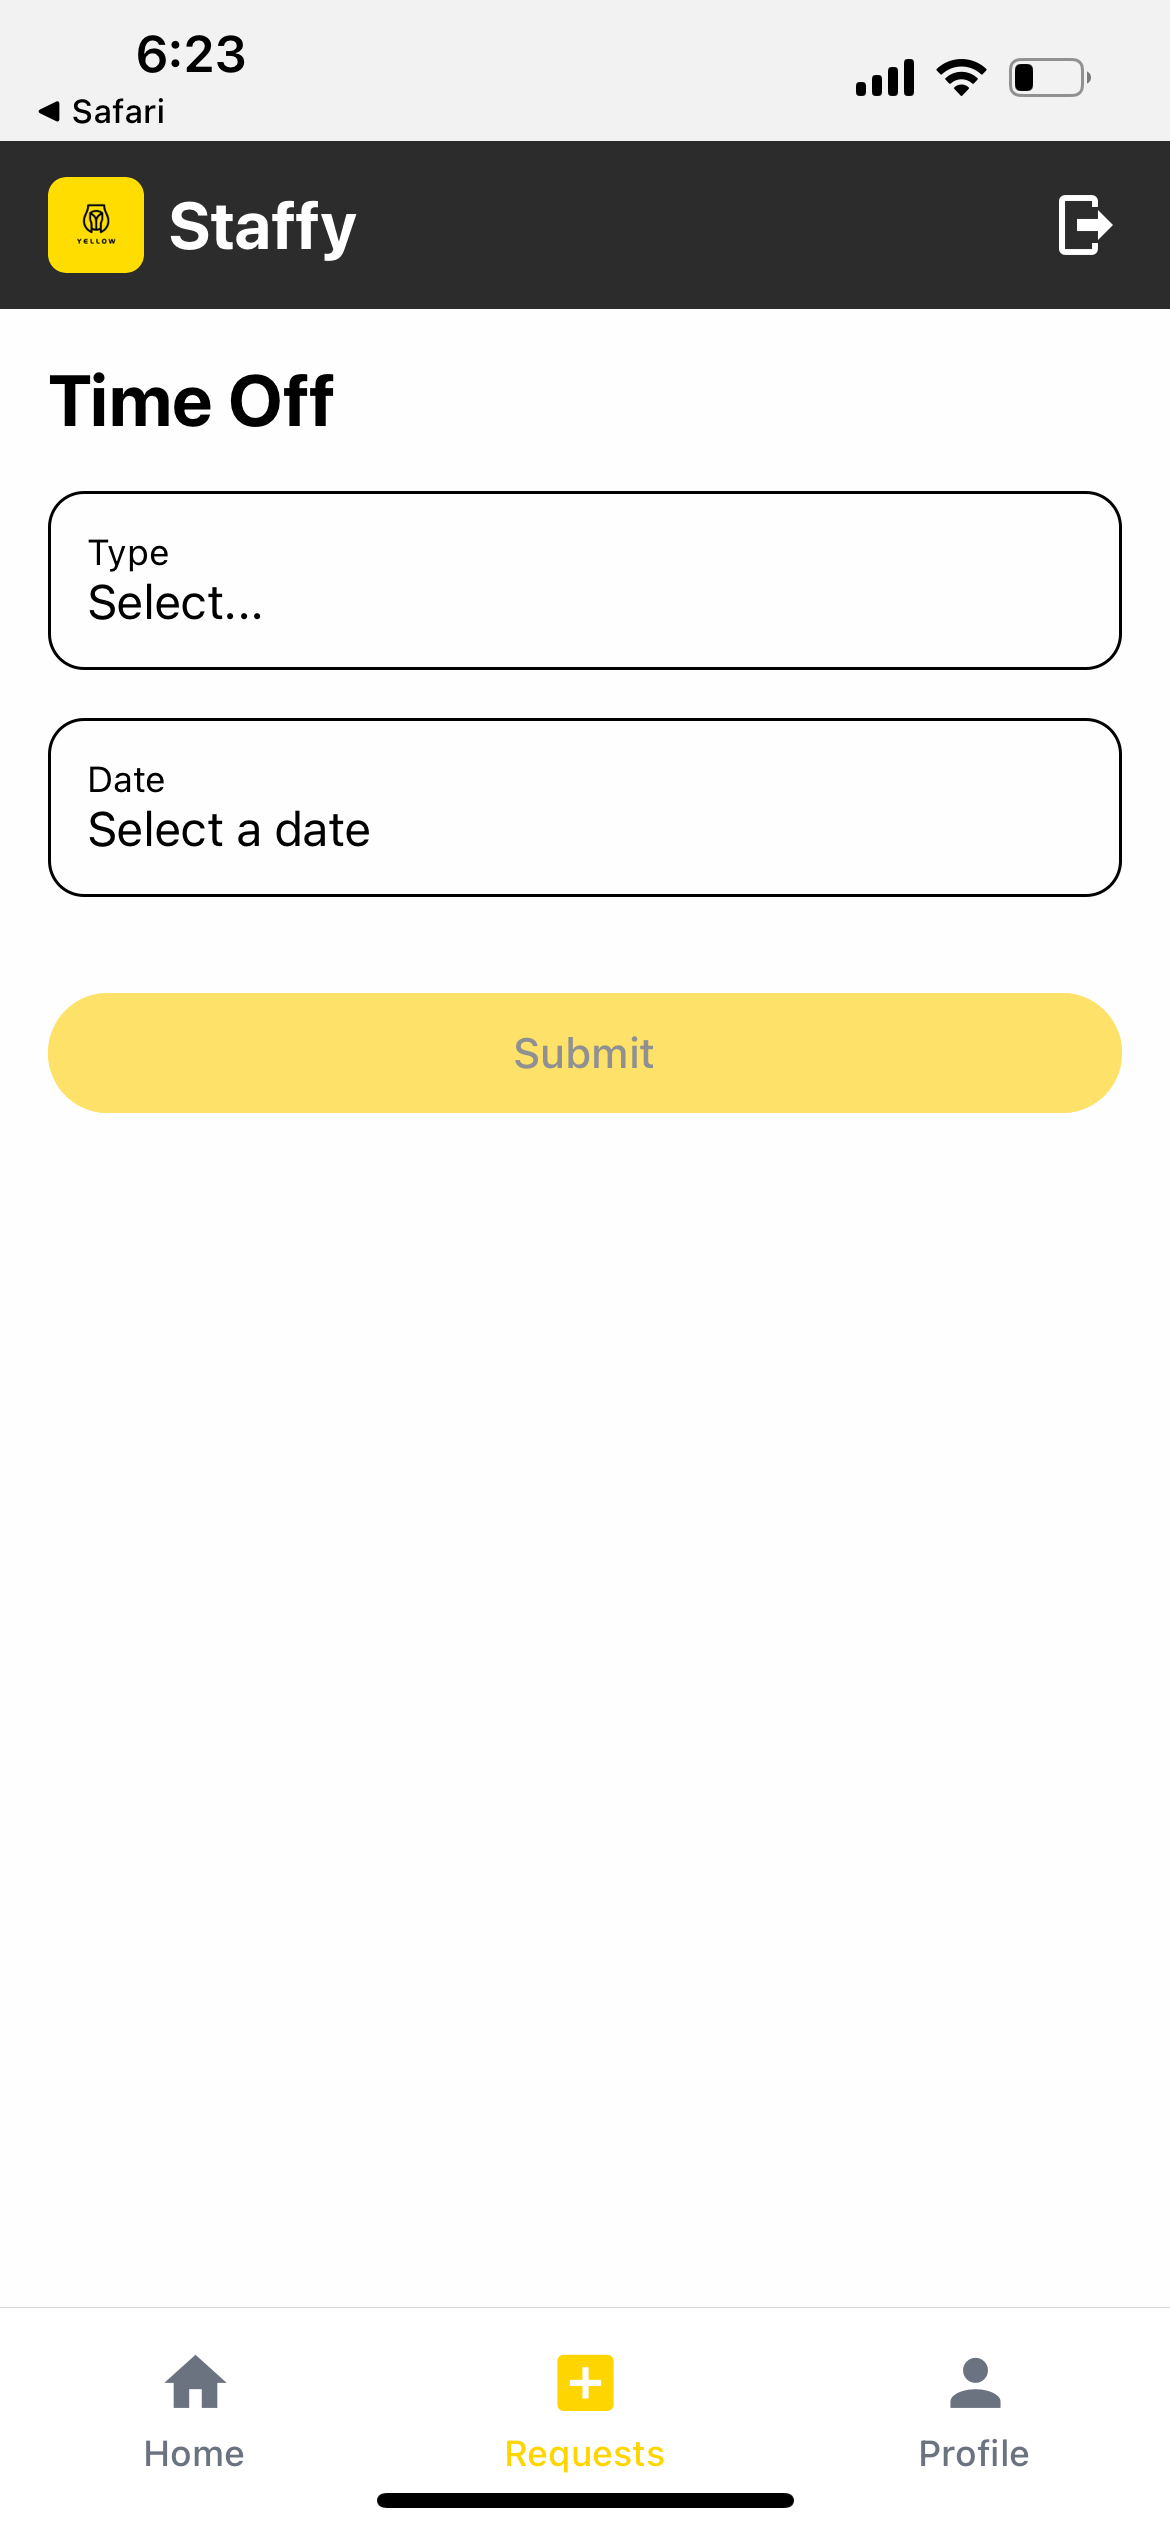 6:23
Safari
YELLOW
Staffy
Time Off
Type
Select...
Date
Select a date
Submit
Home
Requests
Profile